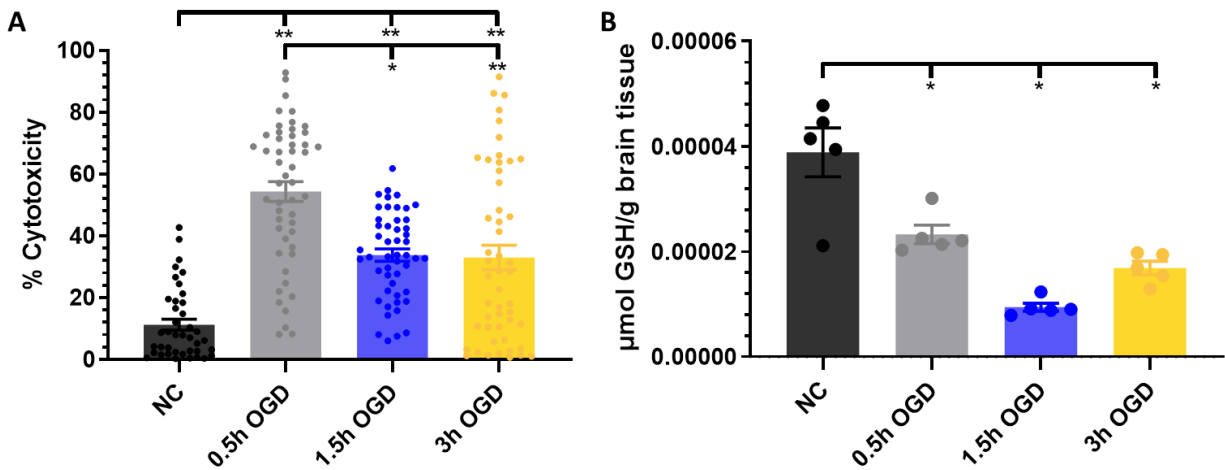 A
** ** **
* **
% Cytotoxicity
100
80
60
40
20
0
NC
0.5h OGD
1.5h OGD
3h OGD
B
* * *
µmol GSH/g brain tissue
0.00006
0.00004
0.00002
0.00000
NC
0.5h OGD
1.5h OGD
3h OGD